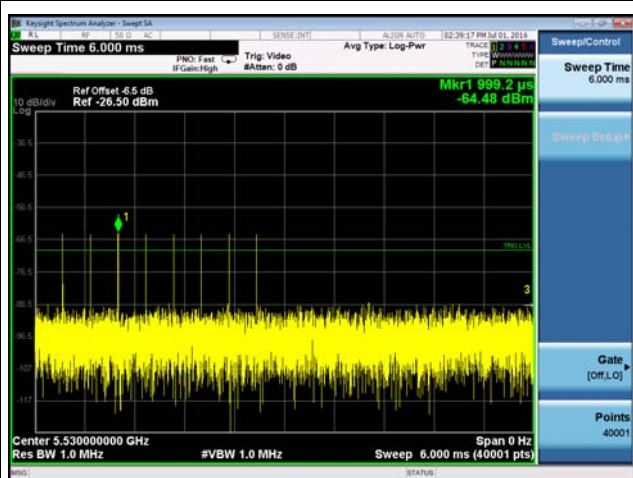 Keysight Spectrum Analyzer - Swept SA
RL RF 50 Ω AC SENSE:INT ALIGN AUTO 02:39:17 PM Jul 01, 2016
Sweep Time 6.000 ms
PNO: Fast Trig: Video Avg Type: Log-Pwr TRACE 1 2 3 4 5 6
IFGain:High #Atten: 0 dB TYPE
DET P N N N N N
Mkr1 999.2 µs
-64.48 dBm
Ref Offset -6.5 dB
10 dB/div Ref -26.50 dBm
Log
-36.5
-46.5
-56.5
1
-66.5
TRIG LVL
-76.5
3
-86.5
-96.5
-107
-117
Center 5.530000000 GHz Span 0 Hz
Res BW 1.0 MHz #VBW 1.0 MHz Sweep 6.000 ms (40001 pts)
MSG STATUS
Sweep/Control
Sweep Time
6.000 ms
Sweep Setup
Gate
[Off,LO]
Points
40001